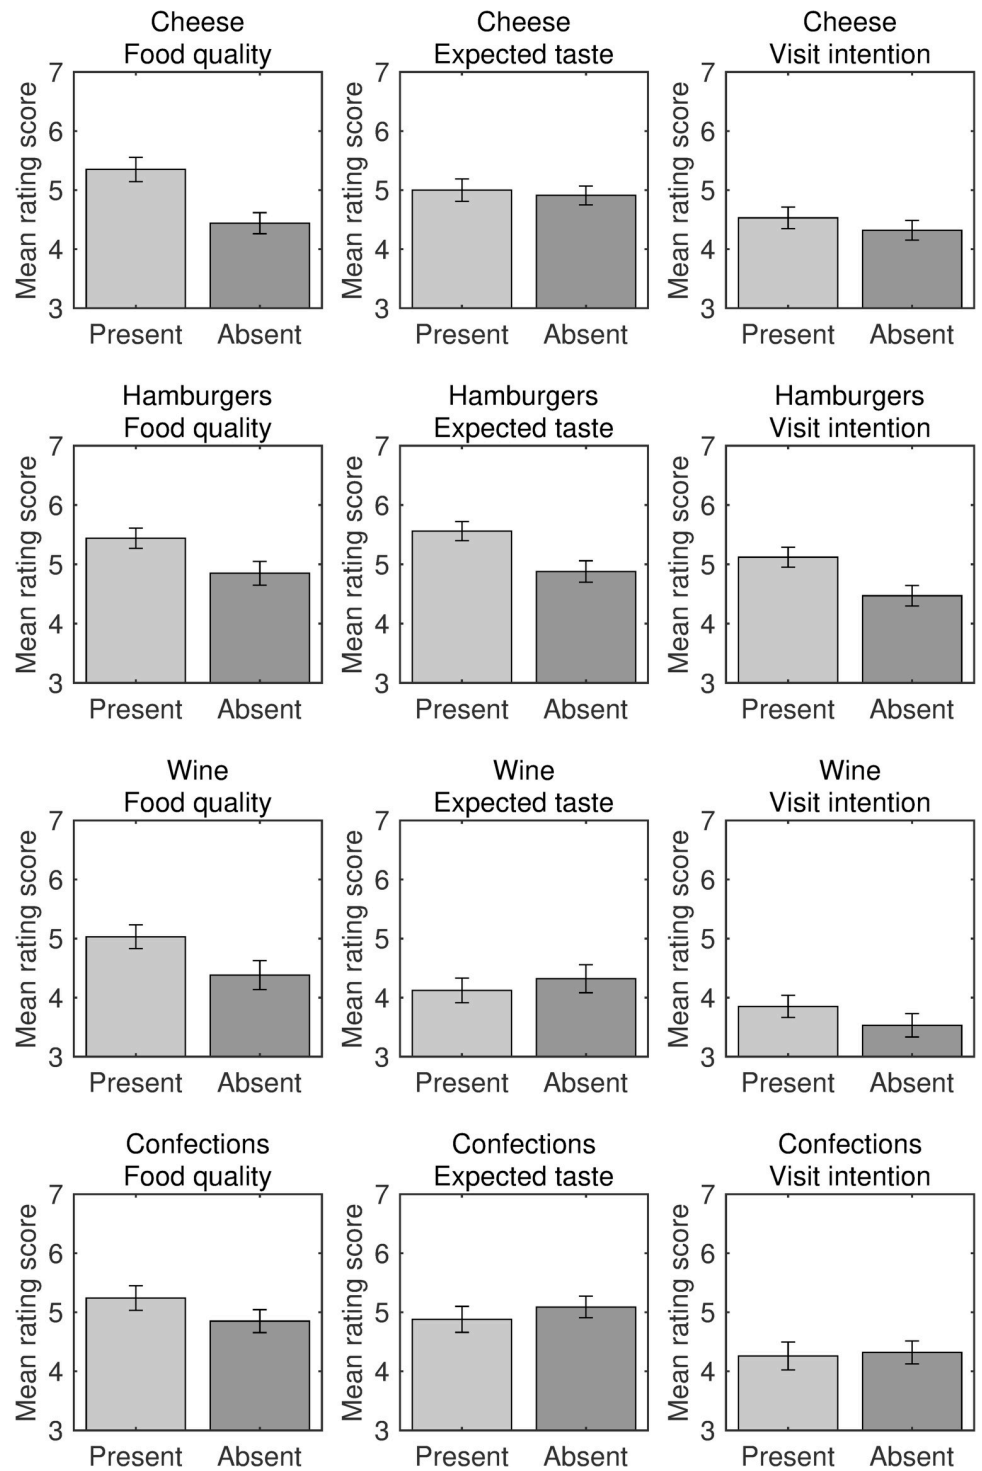 Cheese
Food quality
Mean rating score
7
6
5
4
3
Present Absent
Cheese
Expected taste
Mean rating score
7
6
5
4
3
Present Absent
Cheese
Visit intention
Mean rating score
7
6
5
4
3
Present Absent
Hamburgers
Food quality
Mean rating score
7
6
5
4
3
Present Absent
Hamburgers
Expected taste
Mean rating score
7
6
5
4
3
Present Absent
Hamburgers
Visit intention
Mean rating score
7
6
5
4
3
Present Absent
Wine
Food quality
Mean rating score
7
6
5
4
3
Present Absent
Wine
Expected taste
Mean rating score
7
6
5
4
3
Present Absent
Wine
Visit intention
Mean rating score
7
6
5
4
3
Present Absent
Confections
Food quality
Mean rating score
7
6
5
4
3
Present Absent
Confections
Expected taste
Mean rating score
7
6
5
4
3
Present Absent
Confections
Visit intention
Mean rating score
7
6
5
4
3
Present Absent